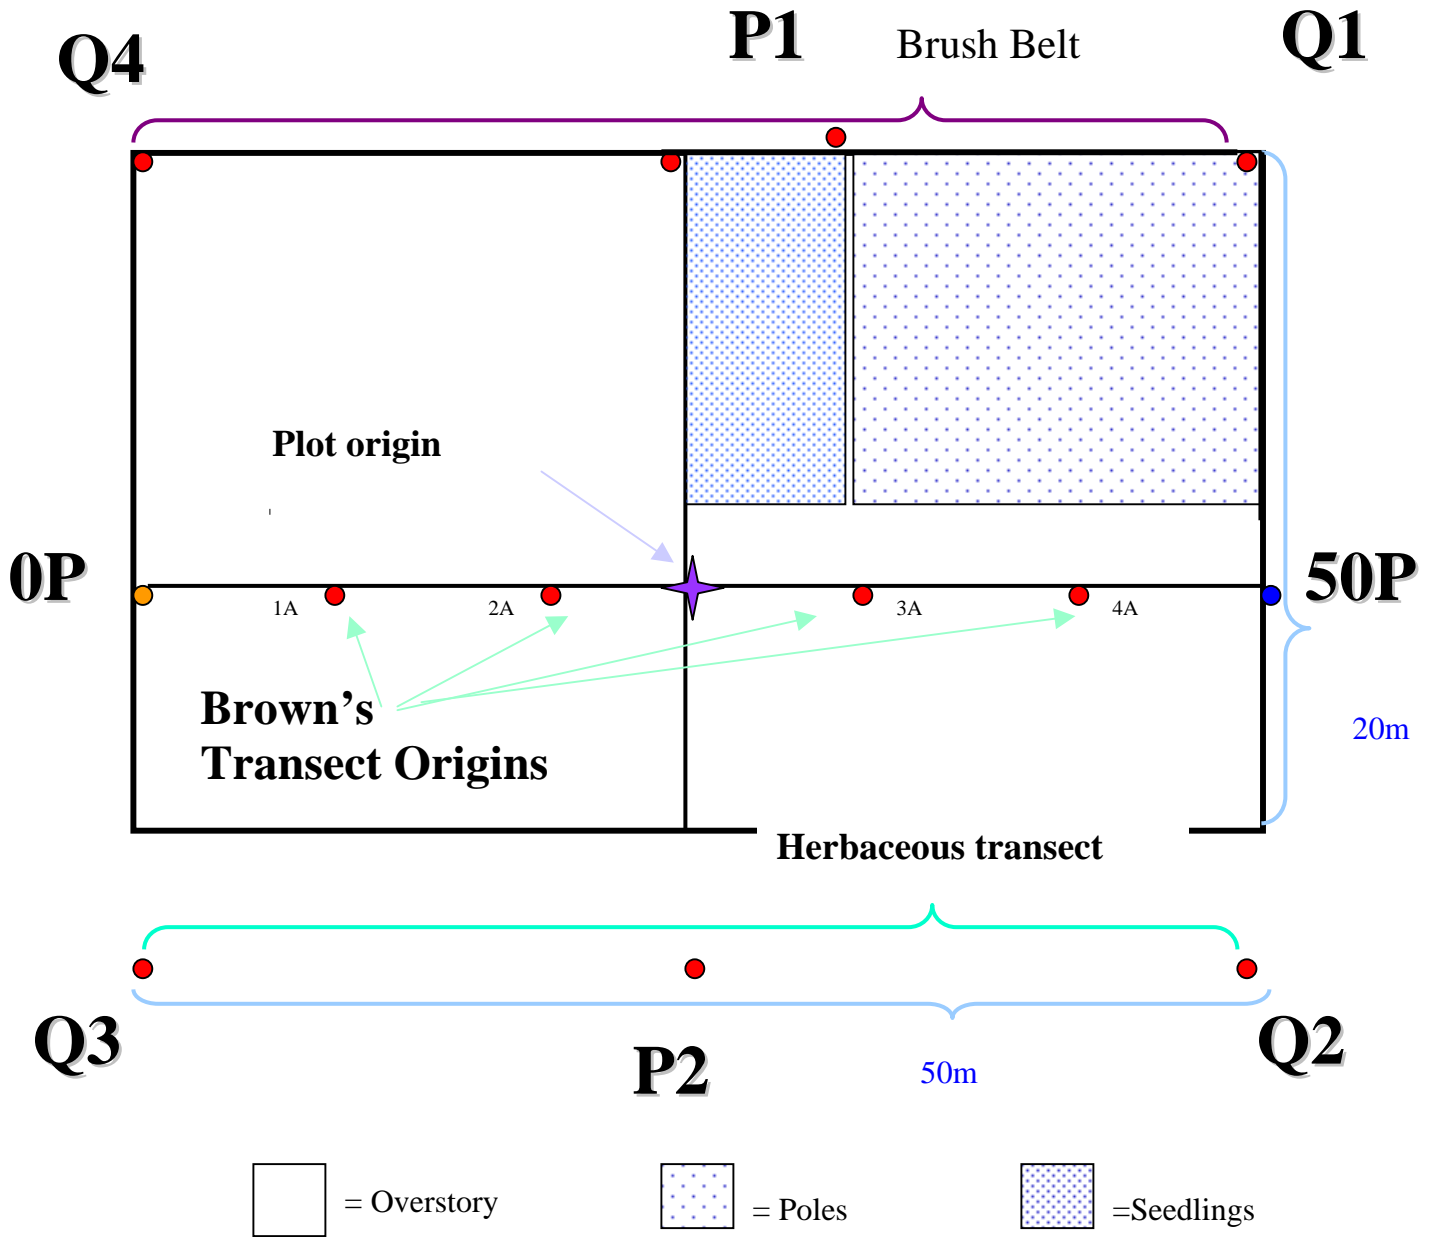 Q4
P1
Brush Belt
Q1
Plot origin
0P
50P
1A
2A
3A
4A
Brown’s
Transect Origins
20m
Herbaceous transect
Q3
P2
50m
Q2
= Overstory
= Poles
=Seedlings